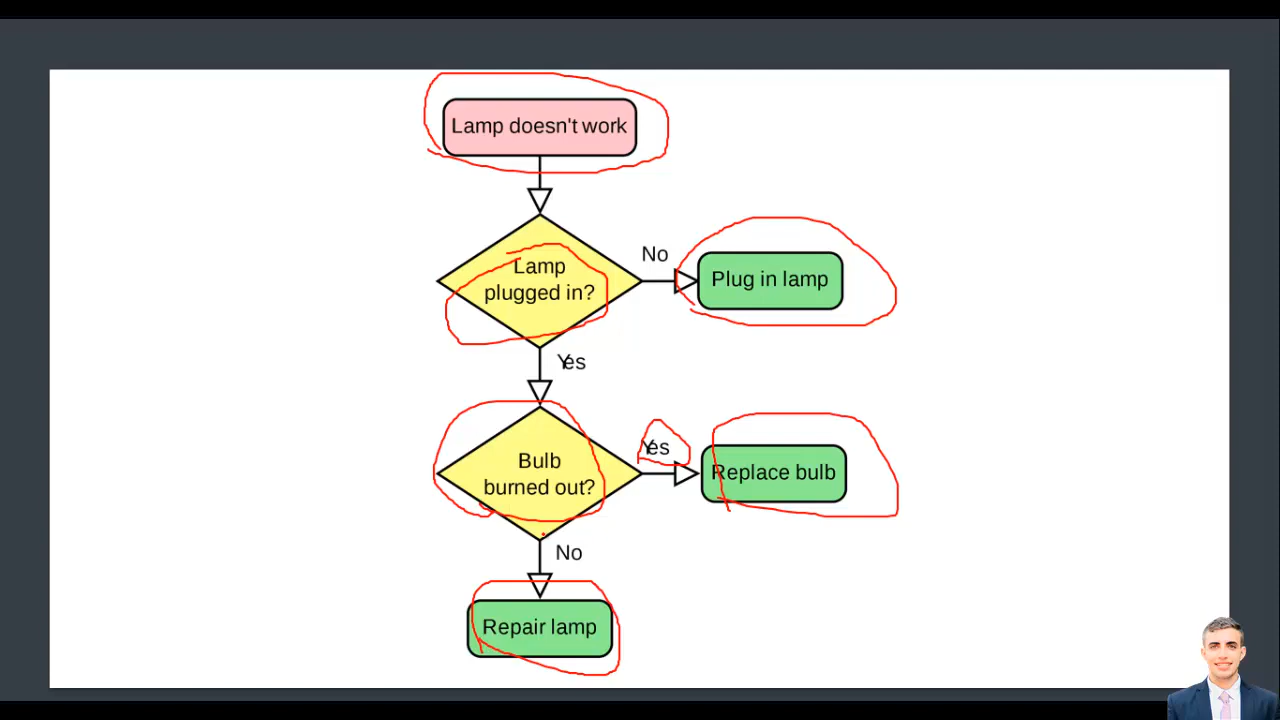 Lamp doesn't work
Lamp
plugged in?
No
Plug in lamp
Yes
Bulb
burned out?
Yes
Replace bulb
No
Repair lamp